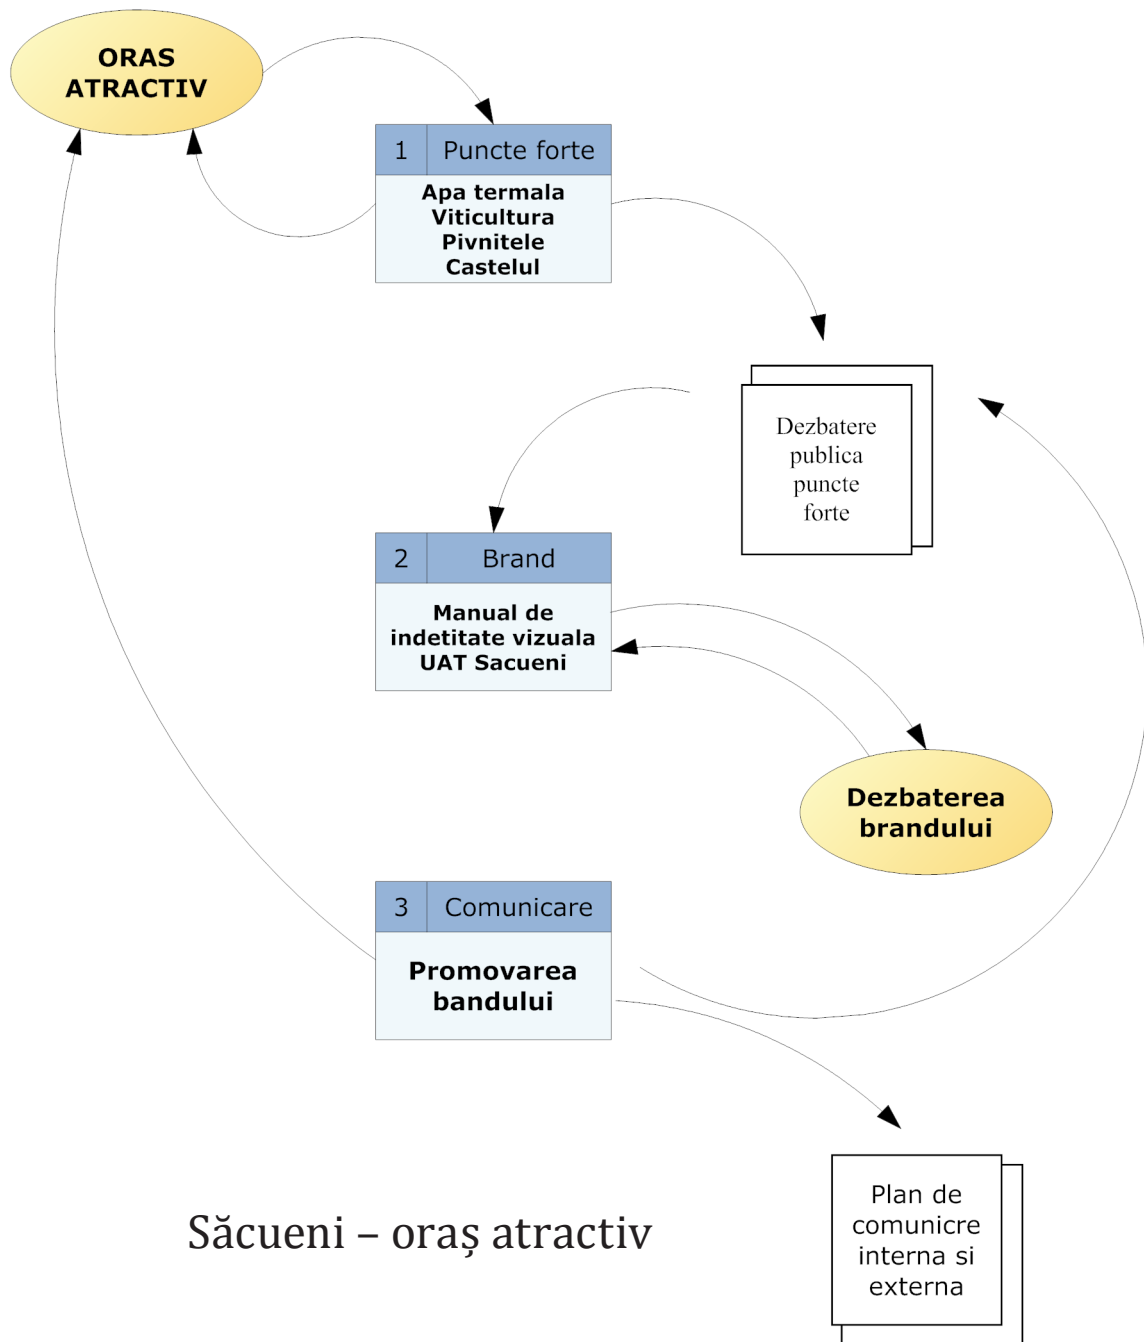 ORAS
ATRACTIV
1 Puncte forte
Apa termala
Viticultura
Pivnitele
Castelul
Dezbatere
publica
puncte
forte
2 Brand
Manual de
indetitate vizuala
UAT Sacueni
Dezbaterea
brandului
3 Comunicare
Promovarea
bandului
Plan de
comunicre
interna si
externa
Săcueni – oraș atractiv